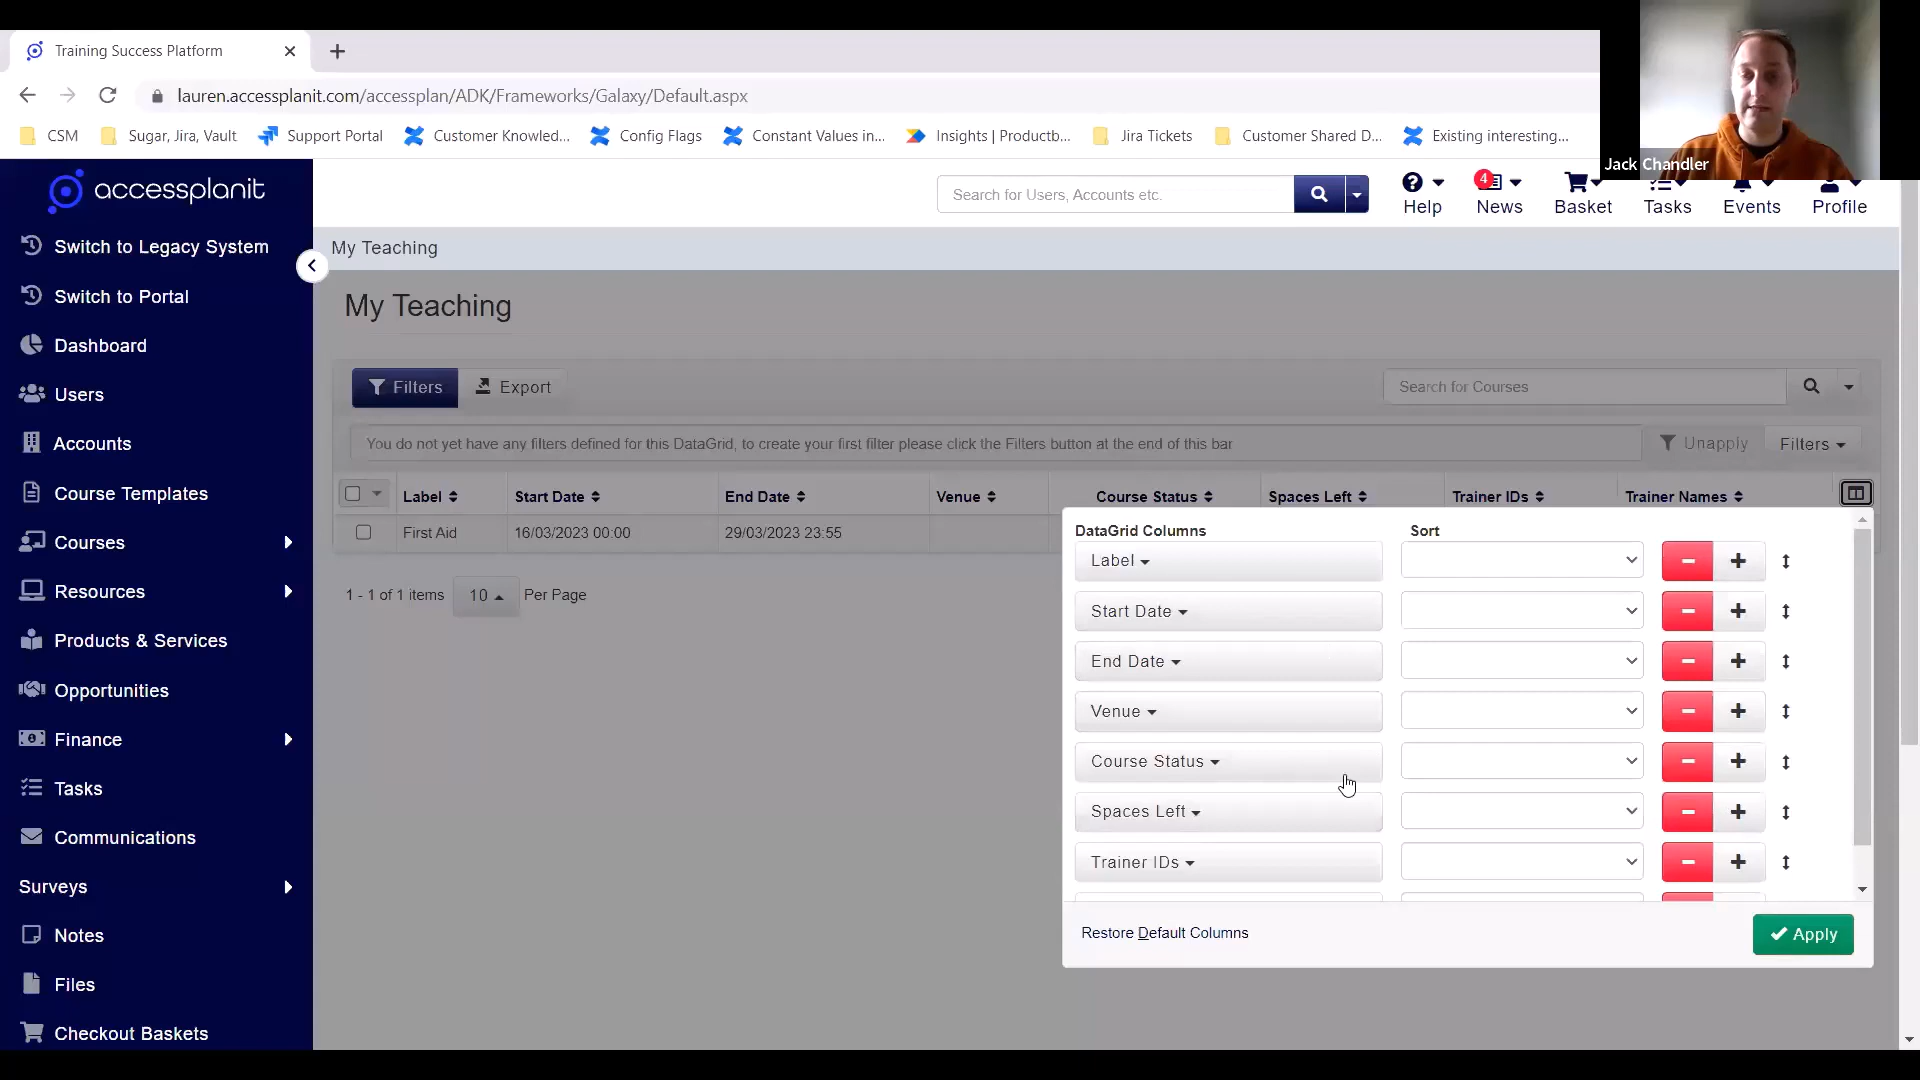 Training Success Platform
lauren.accessplanit.com/accessplan/ADK/Frameworks/Galaxy/Default.aspx
CSM Sugar, Jira, Vault Support Portal Customer Knowled... Config Flags Constant Values in... Insights | Productb... Jira Tickets Customer Shared D... Existing interesting...
Jack Chandler
accessplanit
Search for Users, Accounts etc.
Help
4
News
Basket
Tasks
Events
Profile
Switch to Legacy System
Switch to Portal
Dashboard
Users
Accounts
Course Templates
Courses
Resources
Products & Services
Opportunities
Finance
Tasks
Communications
Surveys
Notes
Files
Checkout Baskets
My Teaching
My Teaching
Filters Export
Search for Courses
You do not yet have any filters defined for this DataGrid, to create your first filter please click the Filters button at the end of this bar
Unapply Filters
Label Start Date End Date Venue Course Status Spaces Left Trainer IDs Trainer Names
First Aid 16/03/2023 00:00 29/03/2023 23:55
1 - 1 of 1 items 10 Per Page
DataGrid Columns Sort
Label
Start Date
End Date
Venue
Course Status
Spaces Left
Trainer IDs
Restore Default Columns
Apply